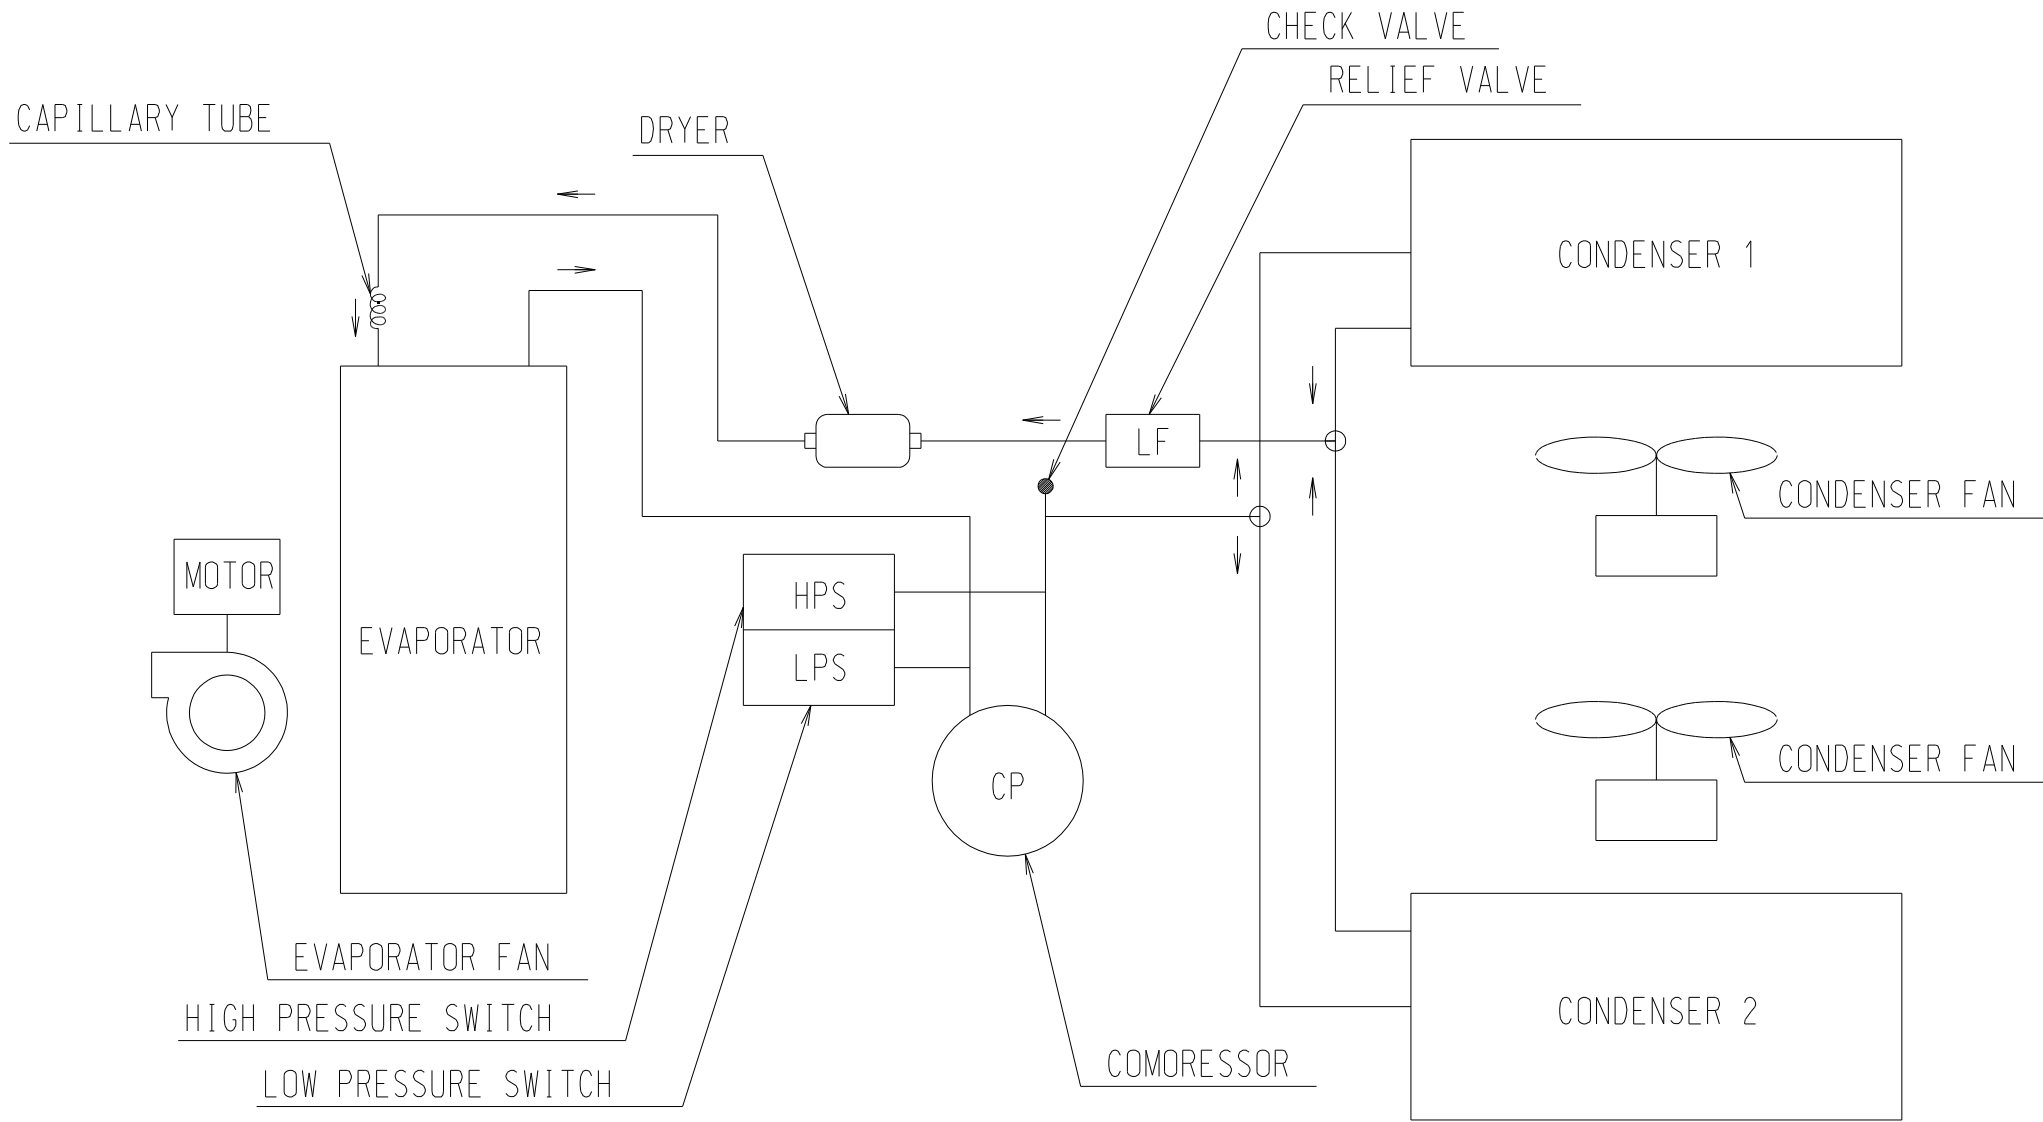 CHECK VALVE
RELIEF VALVE
CAPILLARY TUBE
DRYER
CONDENSER 1
LF
CONDENSER FAN
MOTOR
HPS
EVAPORATOR
LPS
CONDENSER FAN
CP
EVAPORATOR FAN
HIGH PRESSURE SWITCH
CONDENSER 2
COMORESSOR
LOW PRESSURE SWITCH